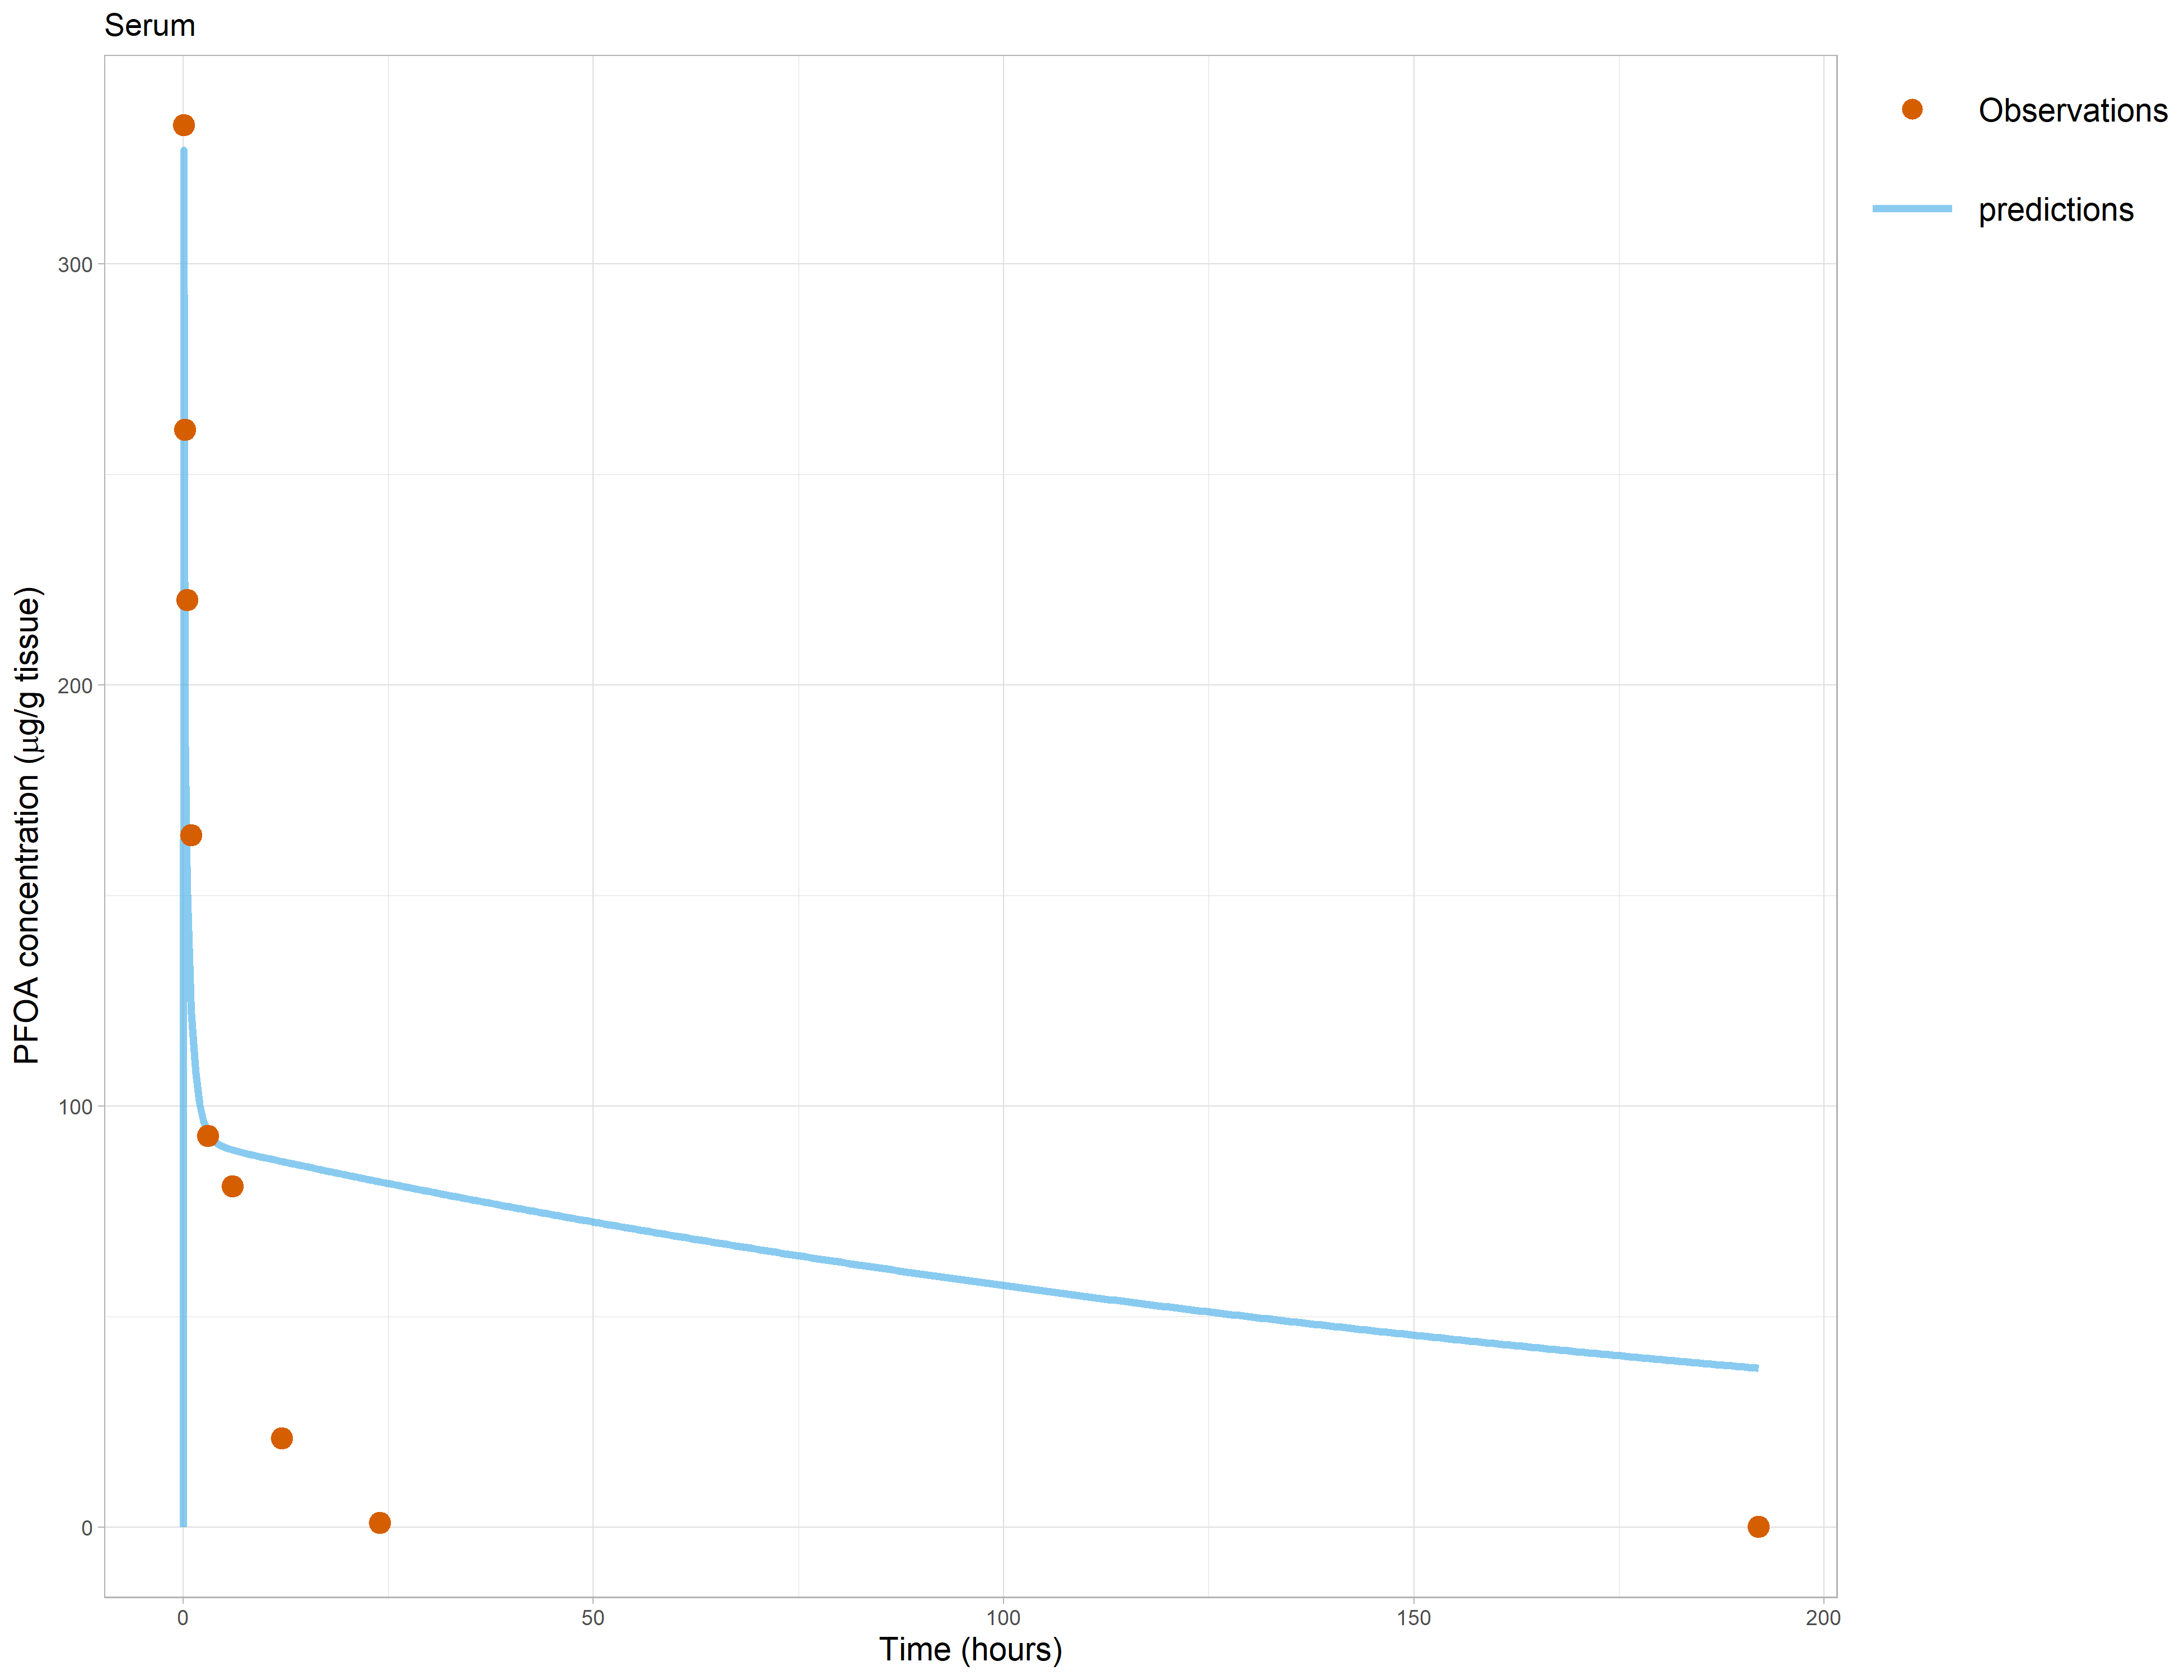 Serum
Observations
predictions
PFOA concentration (μg/g tissue)
300
200
100
0
0
50
100
150
200
Time (hours)